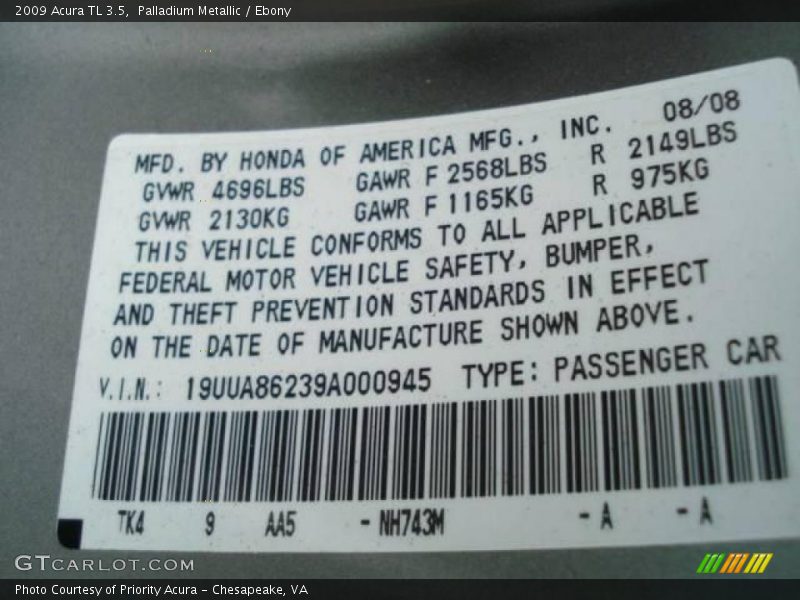 2009 Acura TL 3.5, Palladium Metallic / Ebony
MFD. BY HONDA OF AMERICA MFG., INC. 08/08
GVWR 4696LBS GAWR F 2568LBS R 2149LBS
GVWR 2130KG GAWR F 1165KG R 975KG
THIS VEHICLE CONFORMS TO ALL APPLICABLE
FEDERAL MOTOR VEHICLE SAFETY, BUMPER,
AND THEFT PREVENTION STANDARDS IN EFFECT
ON THE DATE OF MANUFACTURE SHOWN ABOVE.
V.I.N.: 19UUA86239A000945 TYPE: PASSENGER CAR
TK4 9 AA5 -NH743M -A -A
GTCARLOT.COM
Photo Courtesy of Priority Acura - Chesapeake, VA